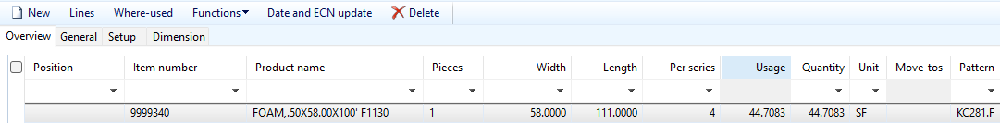 New Lines Where-used Functions Date and ECN update Delete
Overview General Setup Dimension
Position Item number Product name Pieces Width Length Per series Usage Quantity Unit Move-tos Pattern
9999340 FOAM,.50X58.00X100' F1130 1 58.0000 111.0000 4 44.7083 44.7083 SF KC281.F